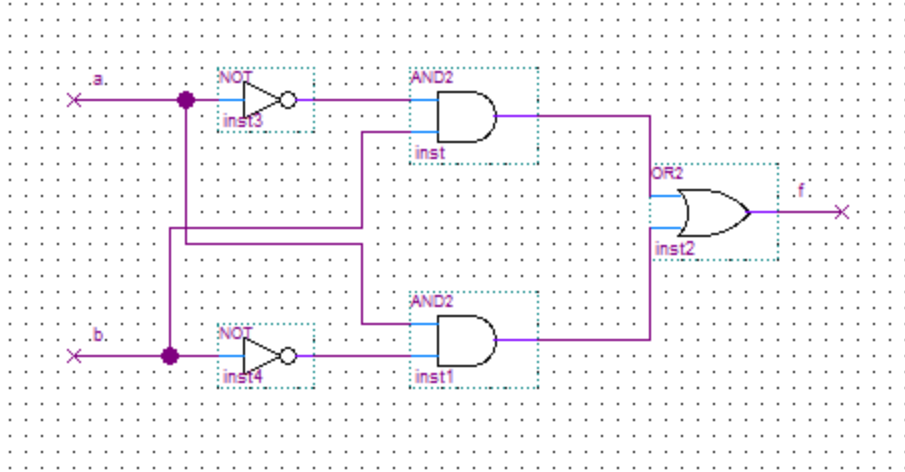 a.
NOT
inst3
AND2
inst
OR2
f.
inst2
b.
NOT
inst4
AND2
inst1